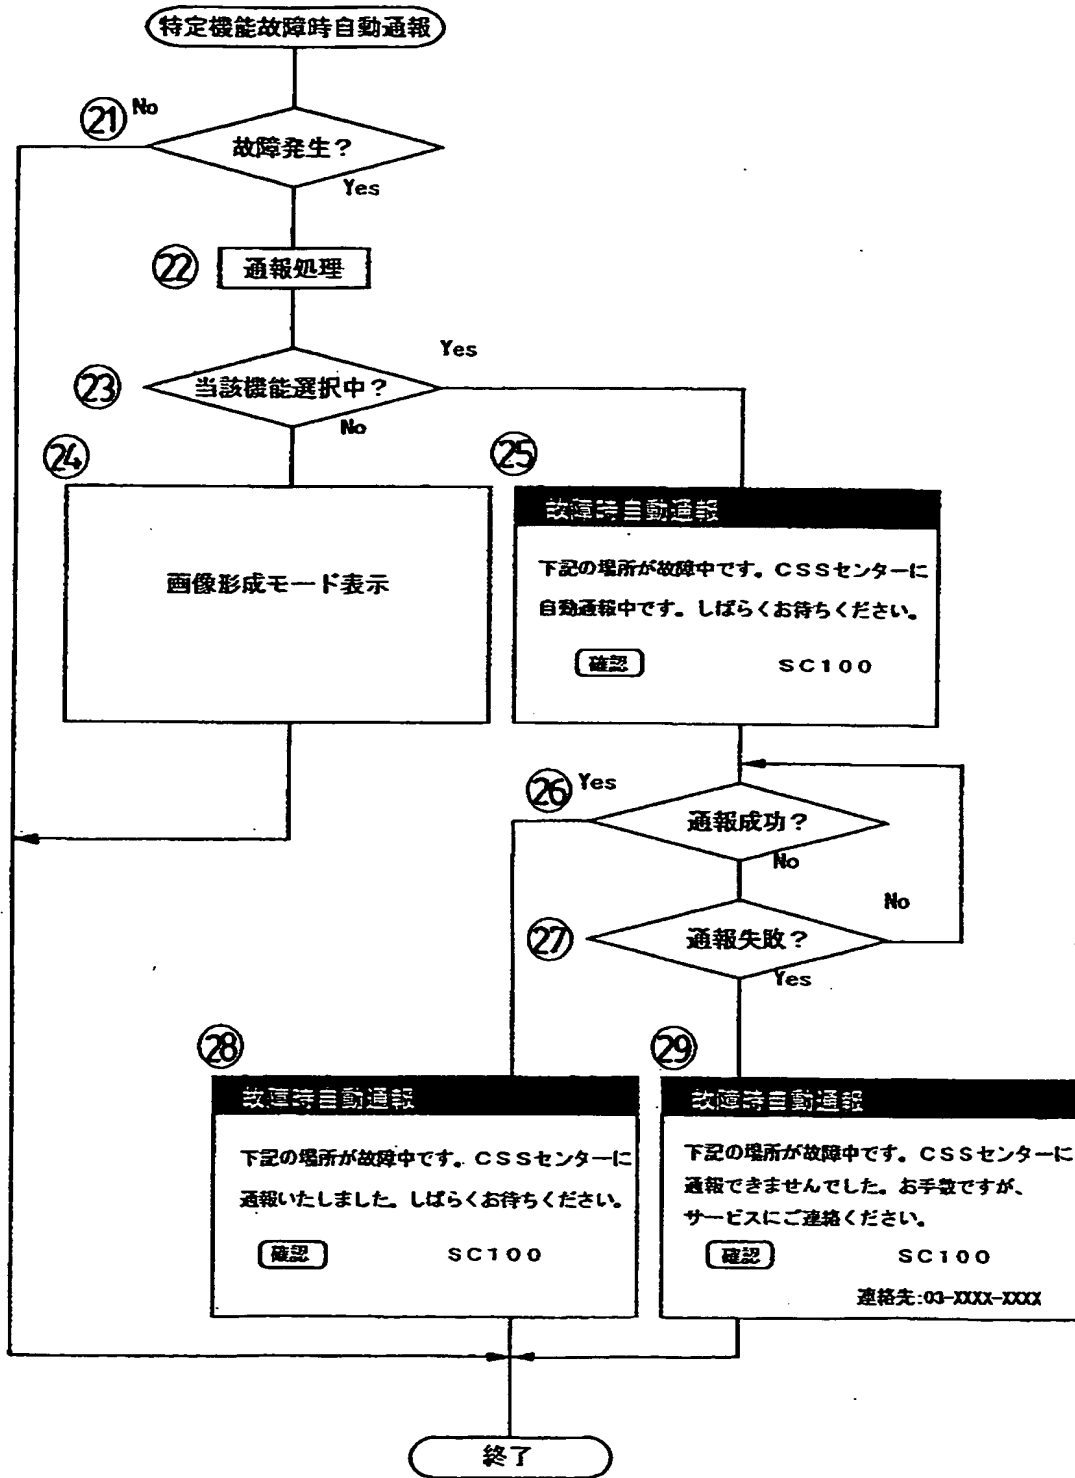 特定機能故障時自動通報
㉑ No
故障発生？
Yes
㉒ 通報処理
Yes
㉓ 当該機能選択中？
No
㉔
画像形成モード表示
㉕
故障時自動通報
下記の場所が故障中です。ＣＳＳセンターに
自動通報中です。しばらくお待ちください。
確認 ＳＣ１００
㉖ Yes
通報成功？
No
No
㉗ 通報失敗？
Yes
㉘
故障時自動通報
下記の場所が故障中です。ＣＳＳセンターに
通報いたしました。しばらくお待ちください。
確認 ＳＣ１００
㉙
故障時自動通報
下記の場所が故障中です。ＣＳＳセンターに
通報できませんでした。お手数ですが、
サービスにご連絡ください。
確認 ＳＣ１００
連絡先:03-XXXX-XXXX
終了